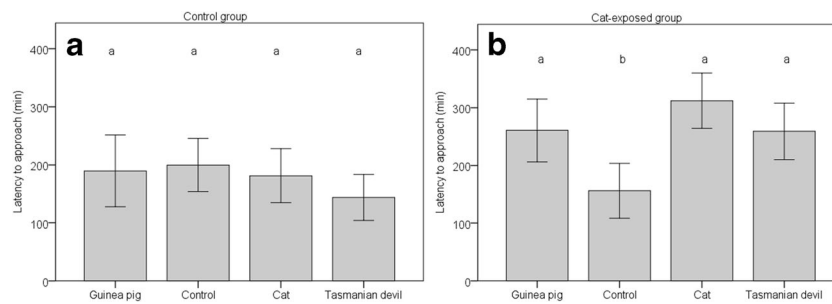 Control group
a
400
300
200
100
0
Latency to approach (min)
a a a a
Guinea pig Control Cat Tasmanian devil
Cat-exposed group
b
400
300
200
100
0
Latency to approach (min)
a b a a
Guinea pig Control Cat Tasmanian devil